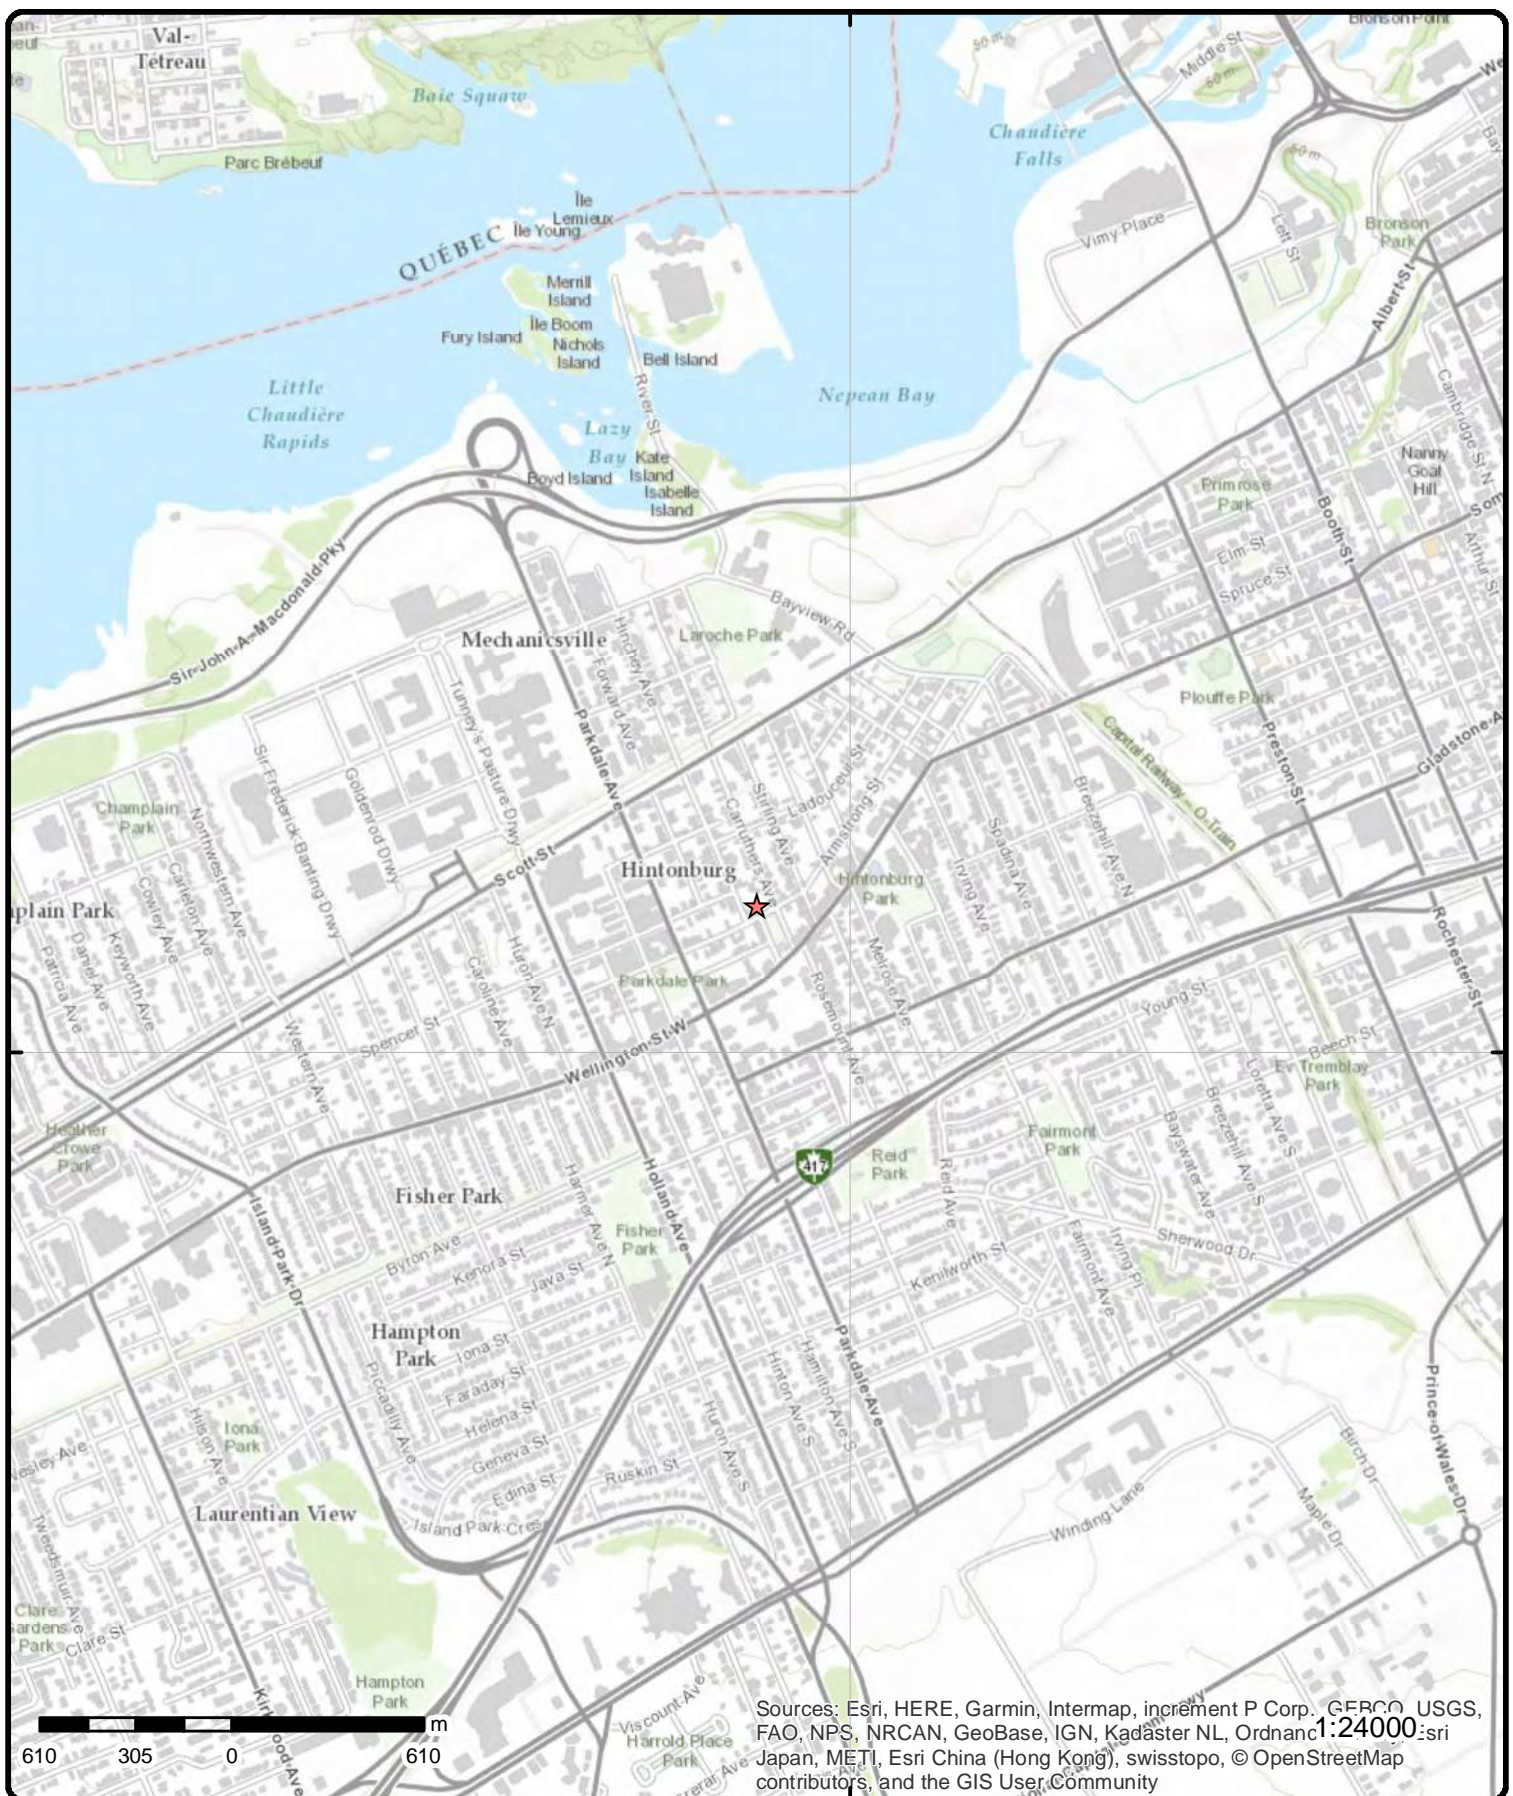 Val-
Tétreau
Baie Squaw
Parc Brébeuf
Île
Lemieux
Île Young
QUÉBEC
Merrill
Island
Île Boom
Fury Island
Nichols
Island
Bell Island
River St
Little
Chaudière
Rapids
Lazy
Bay
Kate
Island
Isabelle
Island
Boyd Island
Nepean Bay
Chaudière
Falls
50 m
Middle St
50 m
Bronson Point
50 m
Vimy Place
Lett St
Bronson
Park
Albert St
Cambridge St N
Nanny
Goat
Hill
Primrose
Park
Booth St
Elm St
Spruce St
Arthur St
Sir John A. Macdonald Pky
Mechanicsville
Hinchey Ave
Forward Ave
Laroche Park
Bayview Rd
Plouffe Park
Capital Railway - O-Train
Preston St
Tunney's Pasture Drwy
Parkdale Ave
Sir Frederick Banting Drwy
Goldenrod Drwy
Champlain
Park
Northwestern Ave
Carleton Ave
Cowley Ave
Keyworth Ave
Daniel Ave
Patricia Ave
Scott St
Hintonburg
Stirling Ave
Carruthers Ave
Ladouceur St
Armstrong St
Hintonburg
Park
Spadina Ave
Irving Ave
Breezehill Ave N
Rochester St
Huron Ave N
Caroline Ave
Parkdale Park
Melrose Ave
Rosemount Ave
Young St
Beech St
Spencer St
Western Ave
Wellington St W
Ev Tremblay
Park
Loretta Ave S
Breezehill Ave S
Bayswater Ave
Heather
Crowe
Park
Fairmont
Park
Reid
Park
417
Reid Ave
Fisher Park
Harmer Ave N
Holland Ave
Fisher
Park
Island Park Dr
Byron Ave
Kenora St
Java St
Kenilworth St
Fairmont Ave
Irving Pl
Sherwood Dr
Hampton
Park
Iona St
Faraday St
Helena St
Geneva St
Edina St
Piccadilly Ave
Parkdale Ave
Hamilton Ave S
Hinton Ave S
Huron Ave S
Ruskin St
Prince of Wales Dr
Birch Dr
Maple Dr
Winding Lane
Iona
Park
Hilson Ave
Laurentian View
Tweedsmuir Ave
Clare St
Hampton
Park
Viscount Ave
Harrold Place
Park
m
610 305 0 610
Sources: Esri, HERE, Garmin, Intermap, increment P Corp., GEBCO, USGS,
FAO, NPS, NRCAN, GeoBase, IGN, Kadaster NL, Ordnanc
1:24000
Esri
Japan, METI, Esri China (Hong Kong), swisstopo, © OpenStreetMap
contributors, and the GIS User Community